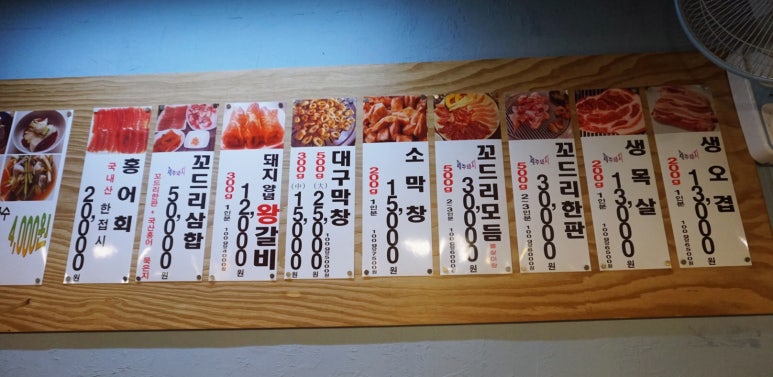 수
4,000원
홍어회
국내산 한접시
20,000원
꼬드리삼합
50,000원
돼지양념왕갈비
300g 1인분
12,000원
대구막창
500g (大) 25,000원
300g (中) 15,000원
소막창
200g 1인분
15,000원
꼬드리모듬
500g 2·3인분
30,000원
꼬드리한판
500g 2·3인분
30,000원
생목살
200g 1인분
13,000원
생오겹
200g 1인분
13,000원